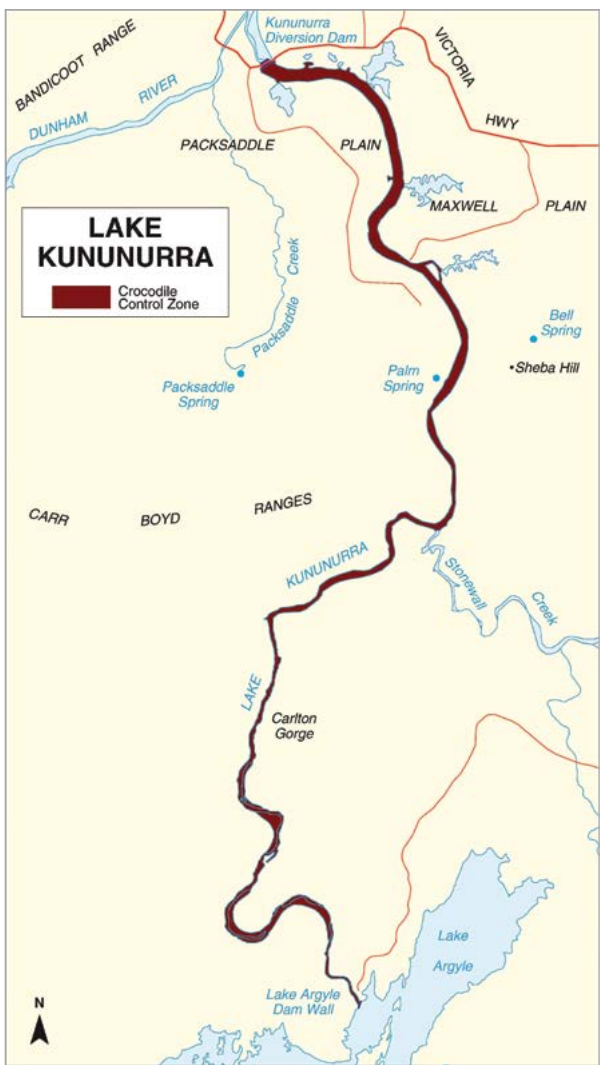 Kununurra
Diversion Dam
BANDICOOT RANGE
VICTORIA
HWY
DUNHAM RIVER
PACKSADDLE PLAIN
MAXWELL PLAIN
LAKE
KUNUNURRA
Crocodile
Control Zone
Packsaddle Creek
Bell
Spring
Sheba Hill
Palm
Spring
Packsaddle
Spring
CARR BOYD RANGES
LAKE KUNUNURRA
Stonewall Creek
Carlton
Gorge
Lake
Argyle
Lake Argyle
Dam Wall
N